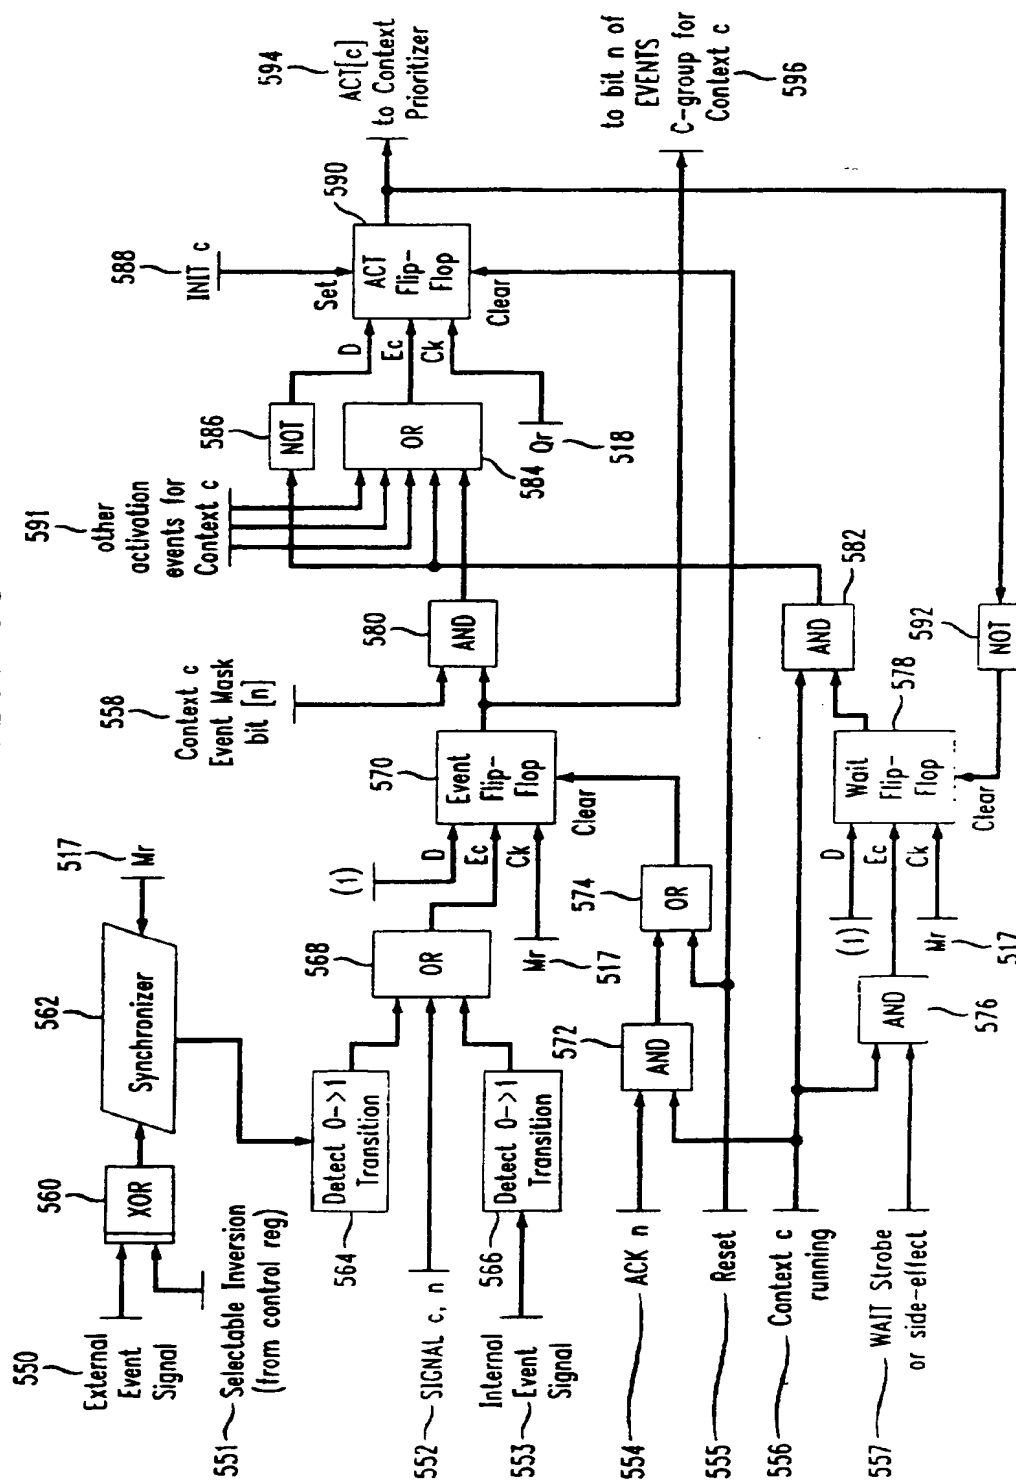 550
External
Event
Signal
551
Selectable Inversion
(from control reg)
560
XOR
562
Synchronizer
517
Mr
552
SIGNAL c, n
Internal
553
Event
Signal
564
Detect 0->1
Transition
566
Detect 0->1
Transition
568
OR
(1)
D
Ec
Ck
Mr
517
570
Event
Flip-
Flop
Clear
558
Context c
Event Mask
bit [n]
580
AND
591
other
activation
events for
Context c
586
NOT
OR
584
D
Ec
Ck
Qr
518
588
INIT c
Set
590
ACT
Flip-
Flop
Clear
594
ACT[c]
to Context
Prioritizer
to bit n of
EVENTS
C-group for
Context c
596
554
ACK n
555
Reset
556
Context c
running
557
WAIT Strobe
or side-effect
572
AND
574
OR
AND
576
(1)
D
Ec
Ck
Mr
517
578
Wait
Flip-
Flop
Clear
582
AND
592
NOT